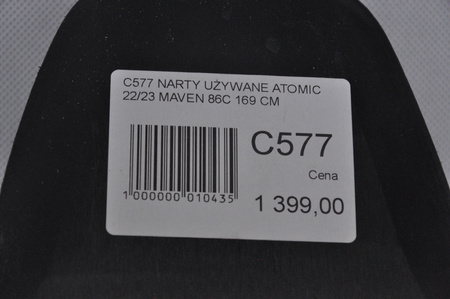 C577 NARTY UŻYWANE ATOMIC
22/23 MAVEN 86C 169 CM
C577
Cena
1 000000 010435
1 399,00